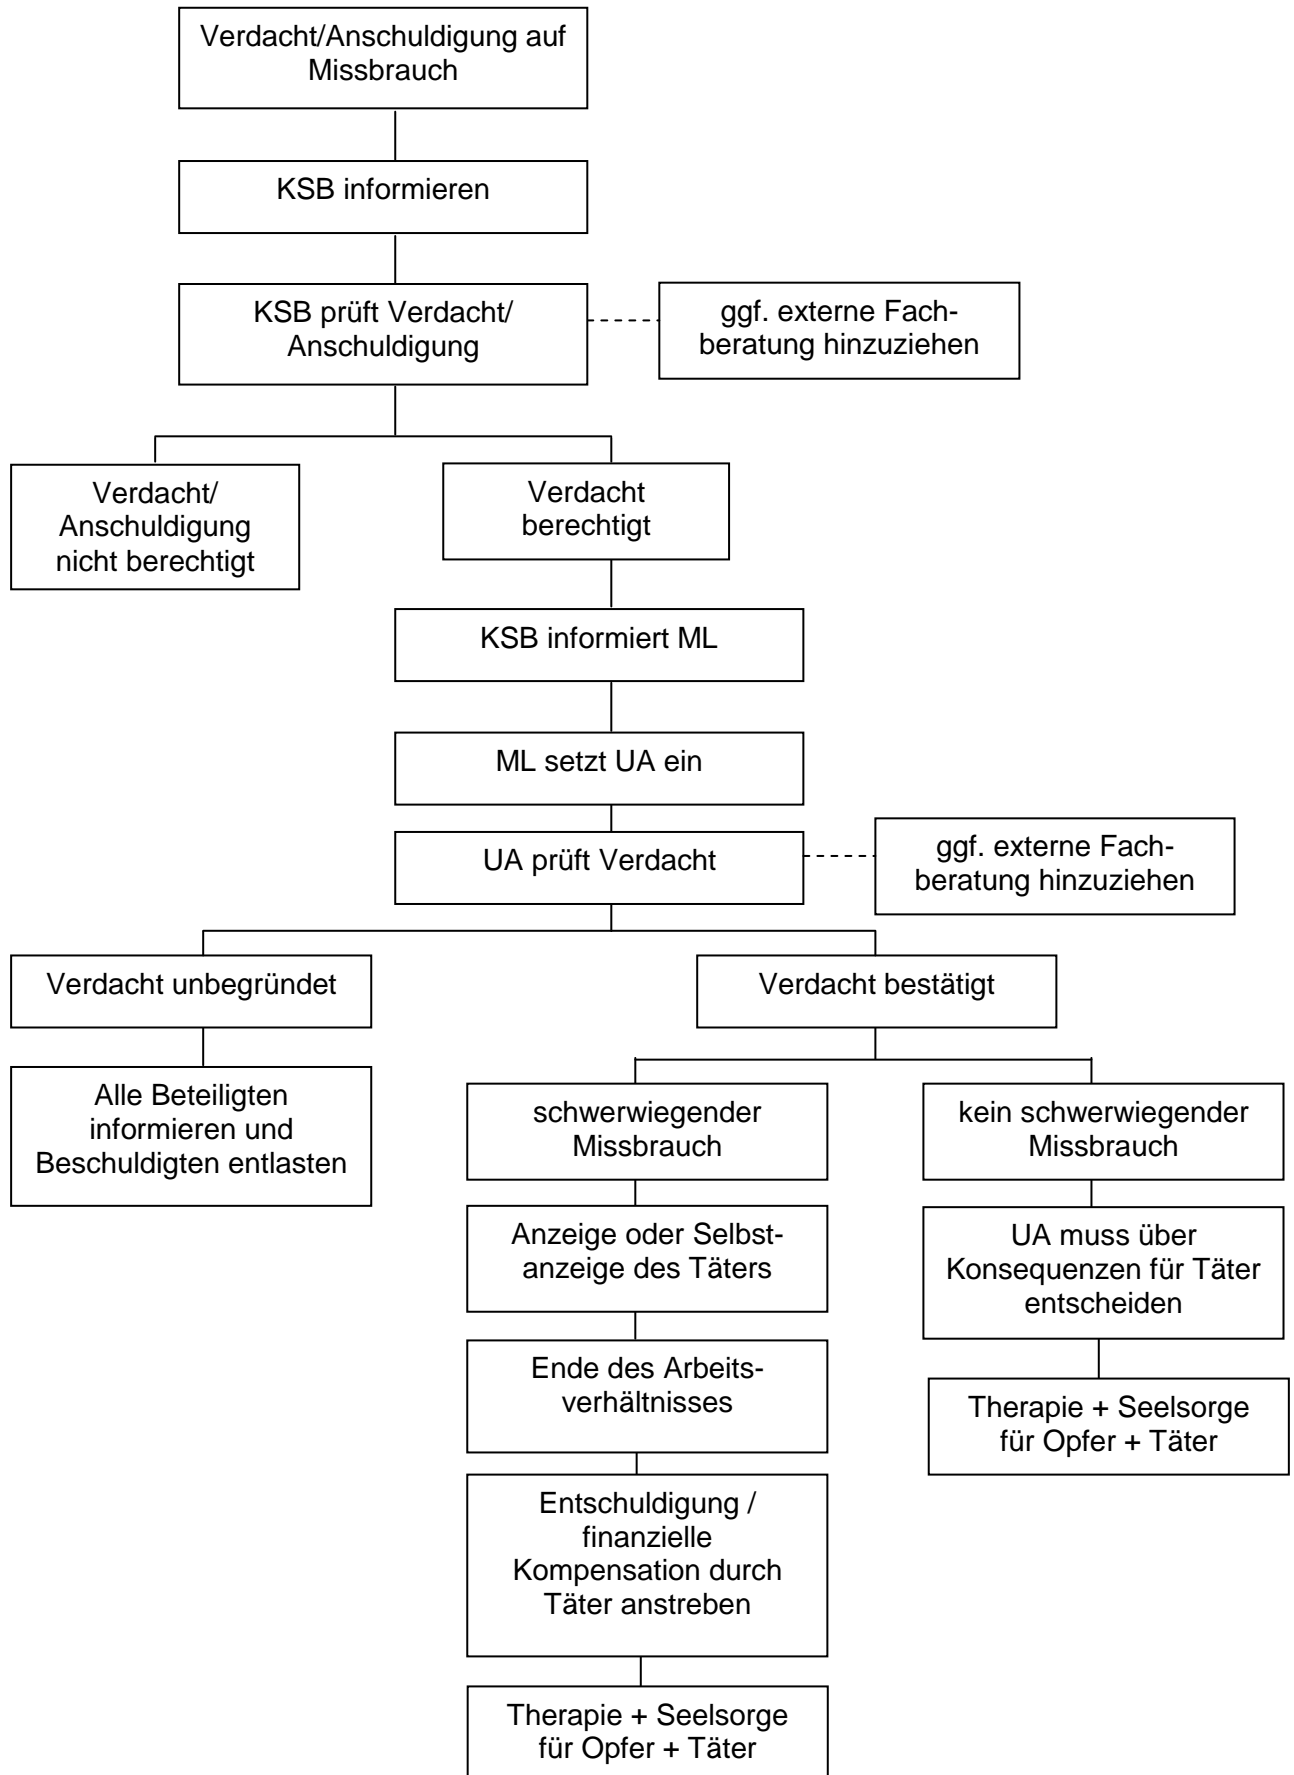 Verdacht/Anschuldigung auf
Missbrauch
KSB informieren
KSB prüft Verdacht/
Anschuldigung
ggf. externe Fach-
beratung hinzuziehen
Verdacht/
Anschuldigung
nicht berechtigt
Verdacht
berechtigt
KSB informiert ML
ML setzt UA ein
UA prüft Verdacht
ggf. externe Fach-
beratung hinzuziehen
Verdacht unbegründet
Verdacht bestätigt
Alle Beteiligten
informieren und
Beschuldigten entlasten
schwerwiegender
Missbrauch
kein schwerwiegender
Missbrauch
Anzeige oder Selbst-
anzeige des Täters
UA muss über
Konsequenzen für Täter
entscheiden
Ende des Arbeits-
verhältnisses
Therapie + Seelsorge
für Opfer + Täter
Entschuldigung /
finanzielle
Kompensation durch
Täter anstreben
Therapie + Seelsorge
für Opfer + Täter